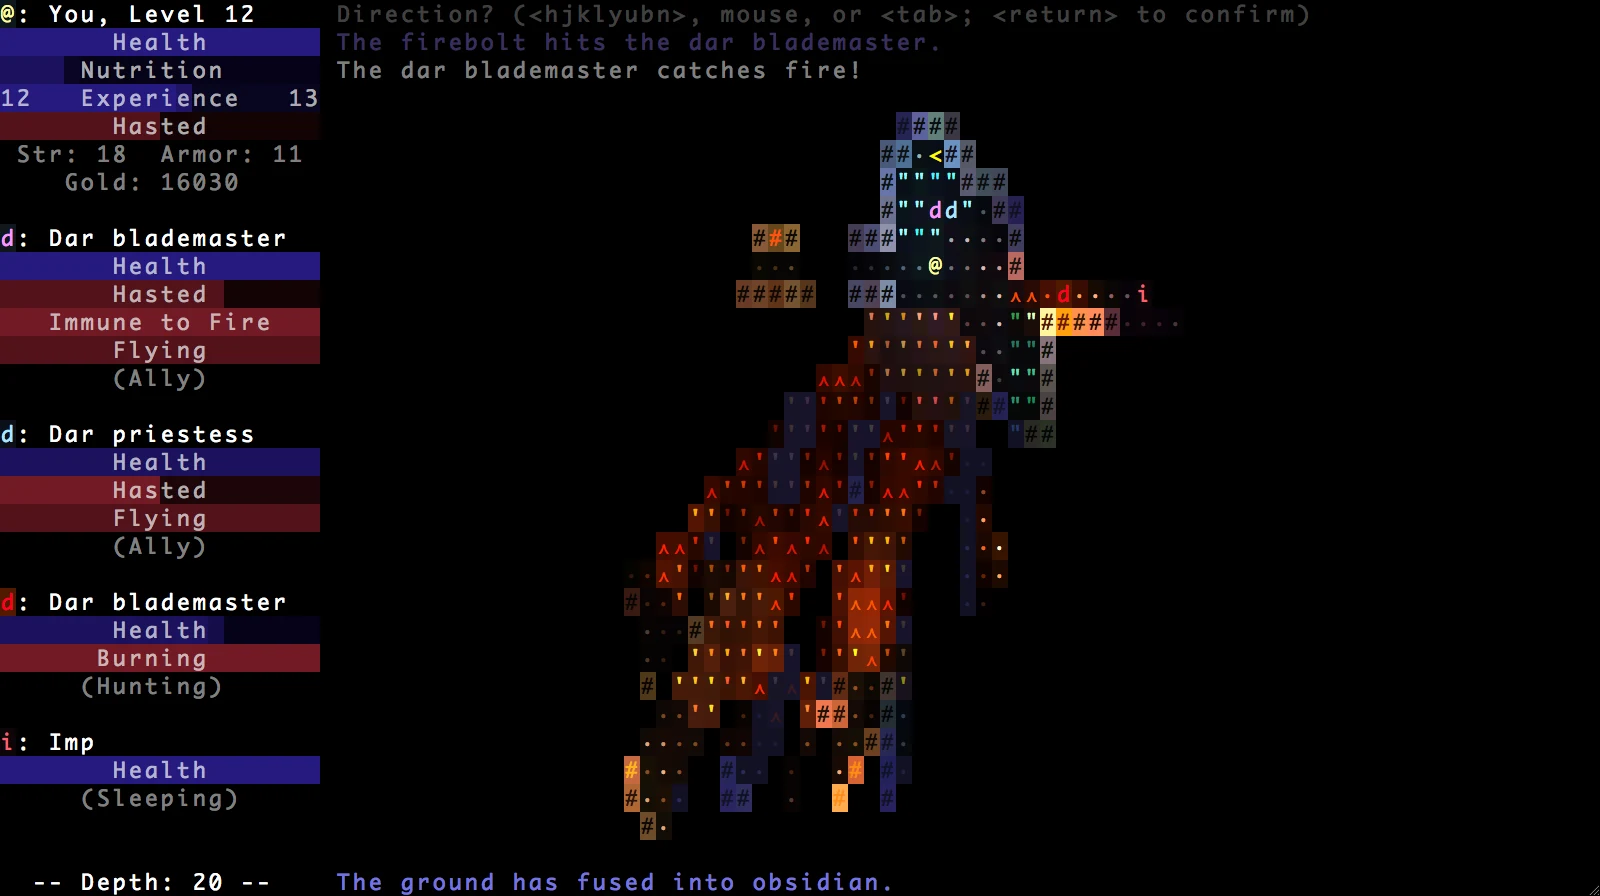 @: You, Level 12
Health
Nutrition
12 Experience 13
Hasted
Str: 18 Armor: 11
Gold: 16030
d: Dar blademaster
Health
Hasted
Immune to Fire
Flying
(Ally)
d: Dar priestess
Health
Hasted
Flying
(Ally)
d: Dar blademaster
Health
Burning
(Hunting)
i: Imp
Health
(Sleeping)
-- Depth: 20 --
Direction? (<hjklyubn>, mouse, or <tab>; <return> to confirm)
The firebolt hits the dar blademaster.
The dar blademaster catches fire!
The ground has fused into obsidian.